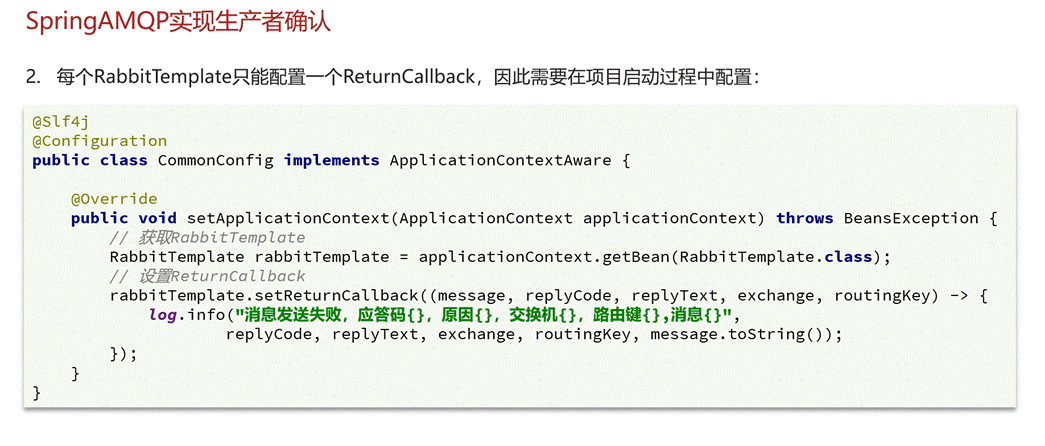 SpringAMQP实现生产者确认
2. 每个RabbitTemplate只能配置一个ReturnCallback，因此需要在项目启动过程中配置：
@Slf4j
@Configuration
public class CommonConfig implements ApplicationContextAware {
@Override
public void setApplicationContext(ApplicationContext applicationContext) throws BeansException {
// 获取RabbitTemplate
RabbitTemplate rabbitTemplate = applicationContext.getBean(RabbitTemplate.class);
// 设置ReturnCallback
rabbitTemplate.setReturnCallback((message, replyCode, replyText, exchange, routingKey) -> {
log.info("消息发送失败，应答码{}，原因{}，交换机{}，路由键{},消息{}",
replyCode, replyText, exchange, routingKey, message.toString());
});
}
}